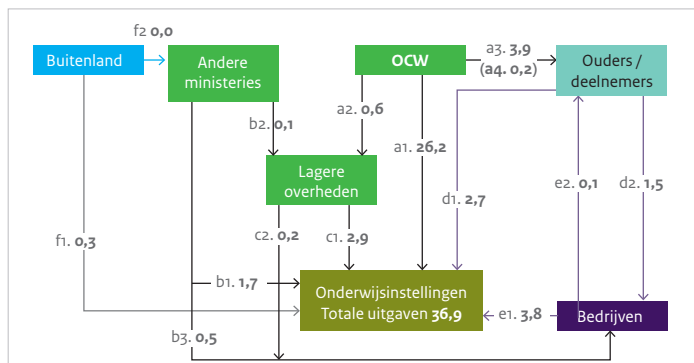 f2 0,0
Buitenland
Andere
ministeries
OCW
a3. 3,9
(a4. 0,2)
Ouders /
deelnemers
b2. 0,1
a2. 0,6
a1. 26,2
Lagere
overheden
d1. 2,7
e2. 0,1
d2. 1,5
f1. 0,3
c2. 0,2
c1. 2,9
b1. 1,7
Onderwijsinstellingen
Totale uitgaven 36,9
e1. 3,8
Bedrijven
b3. 0,5